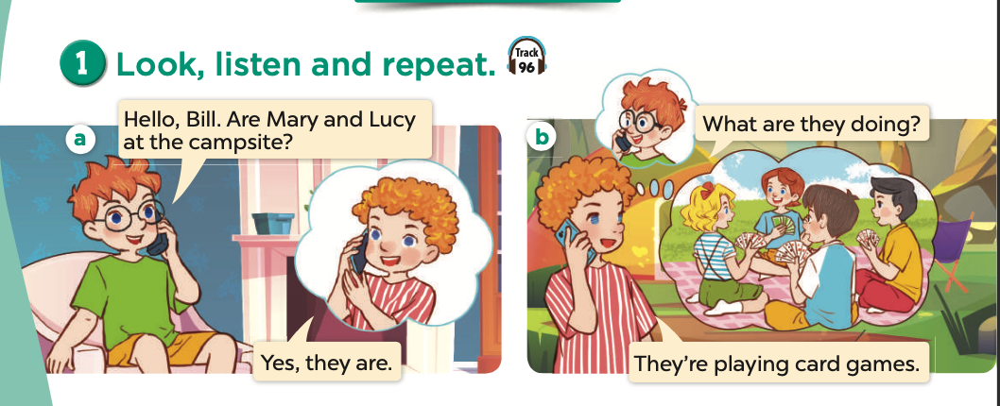 1 Look, listen and repeat. Track
96
a
Hello, Bill. Are Mary and Lucy
at the campsite?
Yes, they are.
b
What are they doing?
They're playing card games.